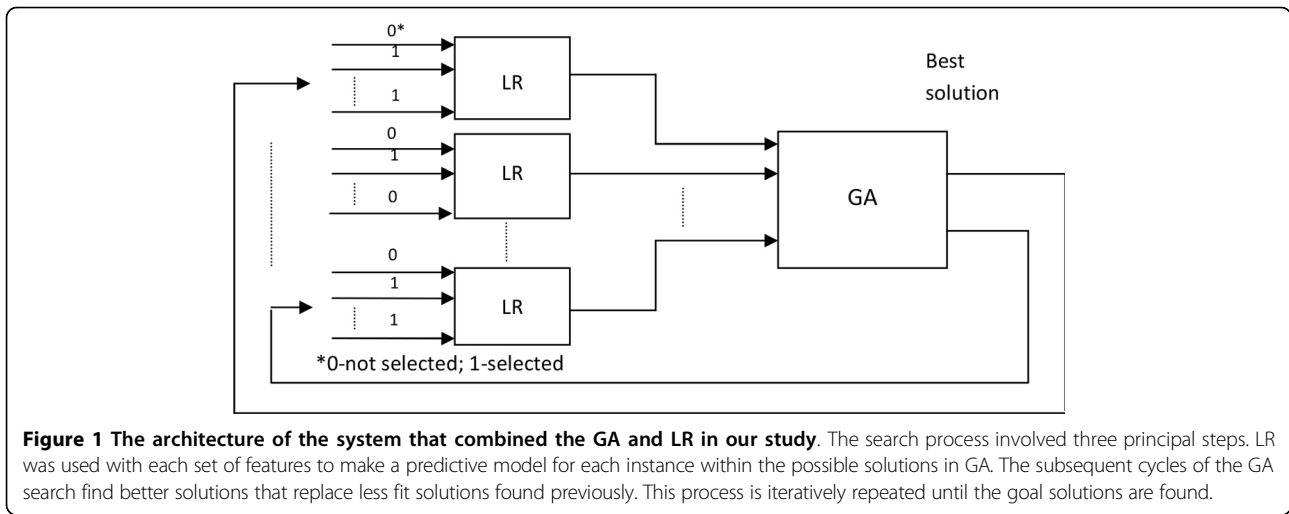 0*
1
1
LR
0
1
0
LR
0
1
1
LR
*0-not selected; 1-selected
GA
Best
solution
Figure 1 The architecture of the system that combined the GA and LR in our study. The search process involved three principal steps. LR
was used with each set of features to make a predictive model for each instance within the possible solutions in GA. The subsequent cycles of the GA
search find better solutions that replace less fit solutions found previously. This process is iteratively repeated until the goal solutions are found.